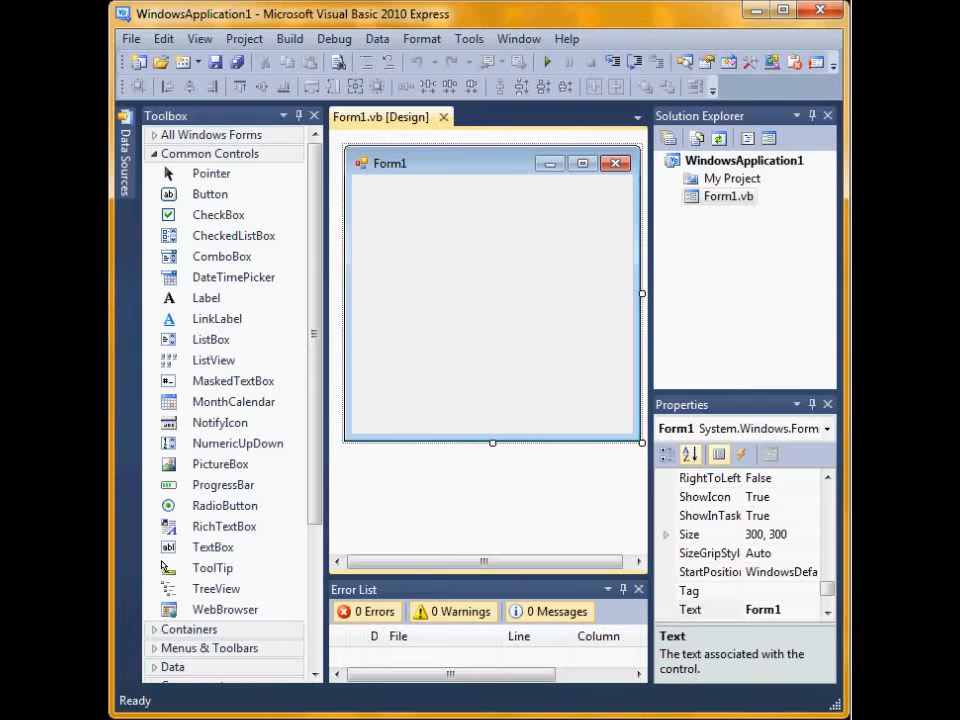 WindowsApplication1 - Microsoft Visual Basic 2010 Express
File Edit View Project Build Debug Data Format Tools Window Help
Data Sources
Toolbox
All Windows Forms
Common Controls
Pointer
Button
CheckBox
CheckedListBox
ComboBox
DateTimePicker
Label
LinkLabel
ListBox
ListView
MaskedTextBox
MonthCalendar
NotifyIcon
NumericUpDown
PictureBox
ProgressBar
RadioButton
RichTextBox
TextBox
ToolTip
TreeView
WebBrowser
Containers
Menus & Toolbars
Data
Form1.vb [Design]
Form1
Error List
0 Errors 0 Warnings 0 Messages
D File Line Column
Solution Explorer
WindowsApplication1
My Project
Form1.vb
Properties
Form1 System.Windows.Form
RightToLeft False
ShowIcon True
ShowInTask True
Size 300, 300
SizeGripStyl Auto
StartPosition WindowsDefa
Tag
Text Form1
Text
The text associated with the
control.
Ready